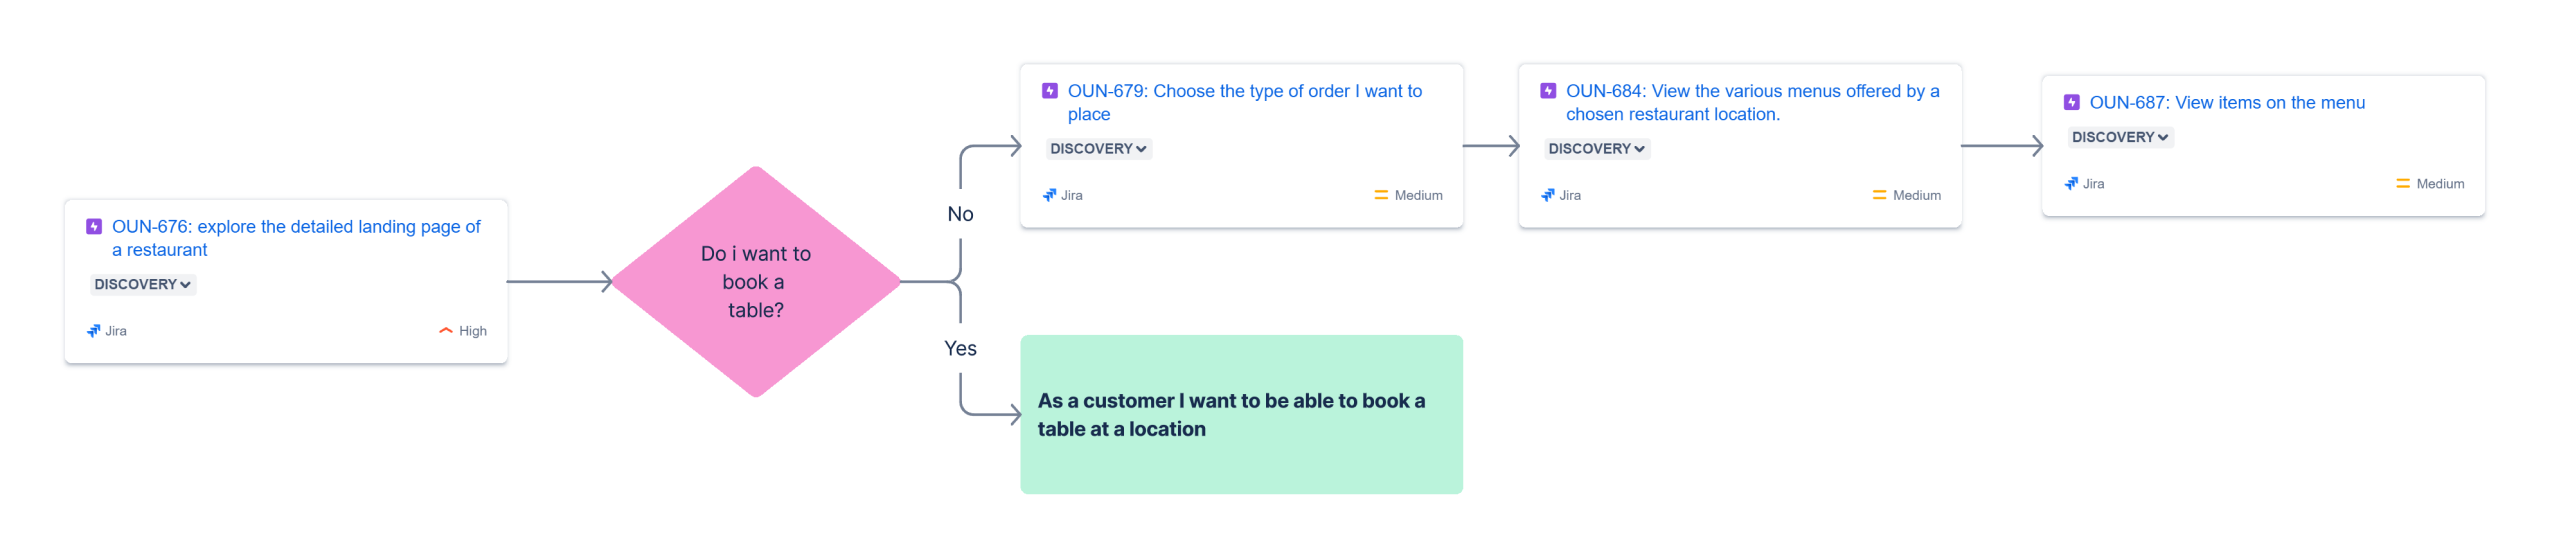 OUN-676: explore the detailed landing page of
a restaurant
DISCOVERY
Jira
High
Do i want to
book a
table?
No
Yes
OUN-679: Choose the type of order I want to
place
DISCOVERY
Jira
Medium
As a customer I want to be able to book a
table at a location
OUN-684: View the various menus offered by a
chosen restaurant location.
DISCOVERY
Jira
Medium
OUN-687: View items on the menu
DISCOVERY
Jira
Medium